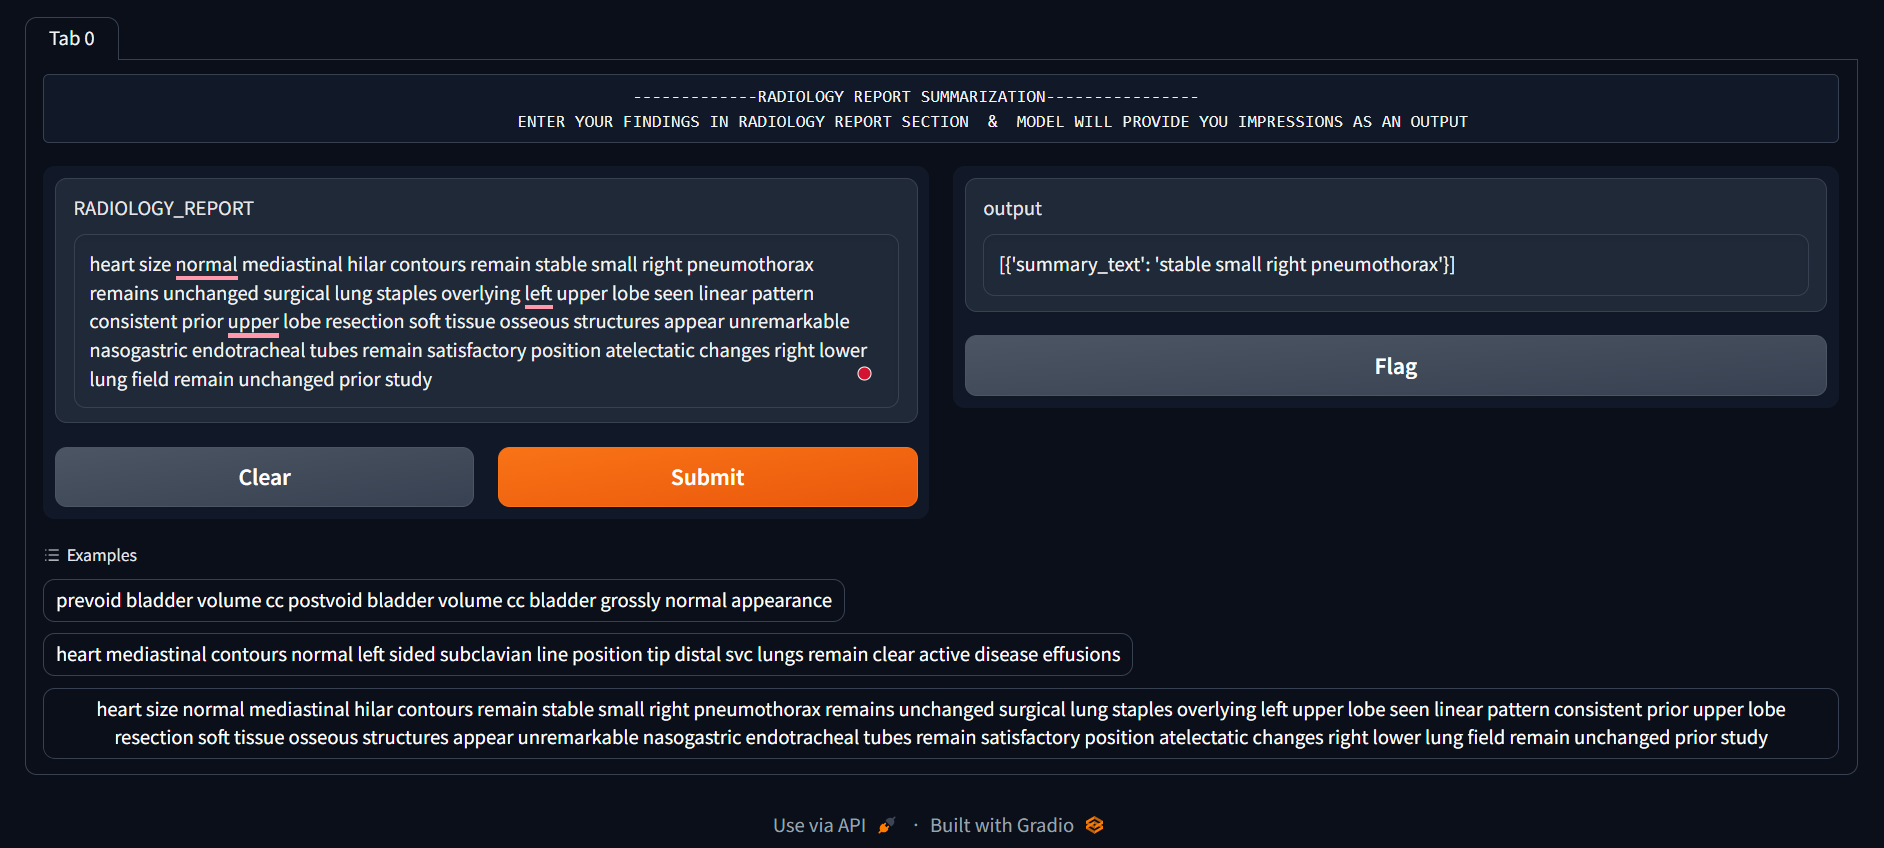 Tab 0
-------------RADIOLOGY REPORT SUMMARIZATION----------------
ENTER YOUR FINDINGS IN RADIOLOGY REPORT SECTION  &  MODEL WILL PROVIDE YOU IMPRESSIONS AS AN OUTPUT
RADIOLOGY_REPORT
heart size normal mediastinal hilar contours remain stable small right pneumothorax
remains unchanged surgical lung staples overlying left upper lobe seen linear pattern
consistent prior upper lobe resection soft tissue osseous structures appear unremarkable
nasogastric endotracheal tubes remain satisfactory position atelectatic changes right lower
lung field remain unchanged prior study
Clear
Submit
output
[{'summary_text': 'stable small right pneumothorax'}]
Flag
Examples
prevoid bladder volume cc postvoid bladder volume cc bladder grossly normal appearance
heart mediastinal contours normal left sided subclavian line position tip distal svc lungs remain clear active disease effusions
heart size normal mediastinal hilar contours remain stable small right pneumothorax remains unchanged surgical lung staples overlying left upper lobe seen linear pattern consistent prior upper lobe
resection soft tissue osseous structures appear unremarkable nasogastric endotracheal tubes remain satisfactory position atelectatic changes right lower lung field remain unchanged prior study
Use via API · Built with Gradio